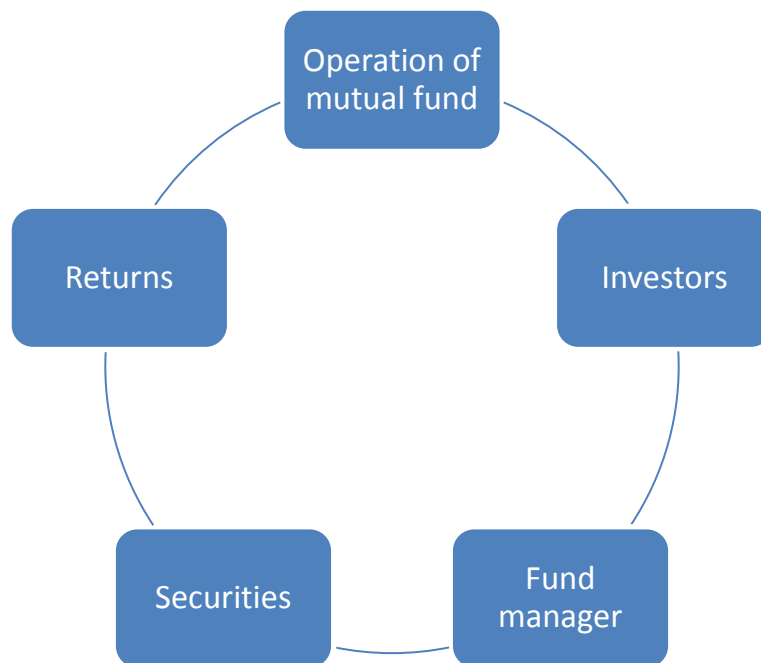 Operation of
mutual fund
Returns
Investors
Securities
Fund
manager